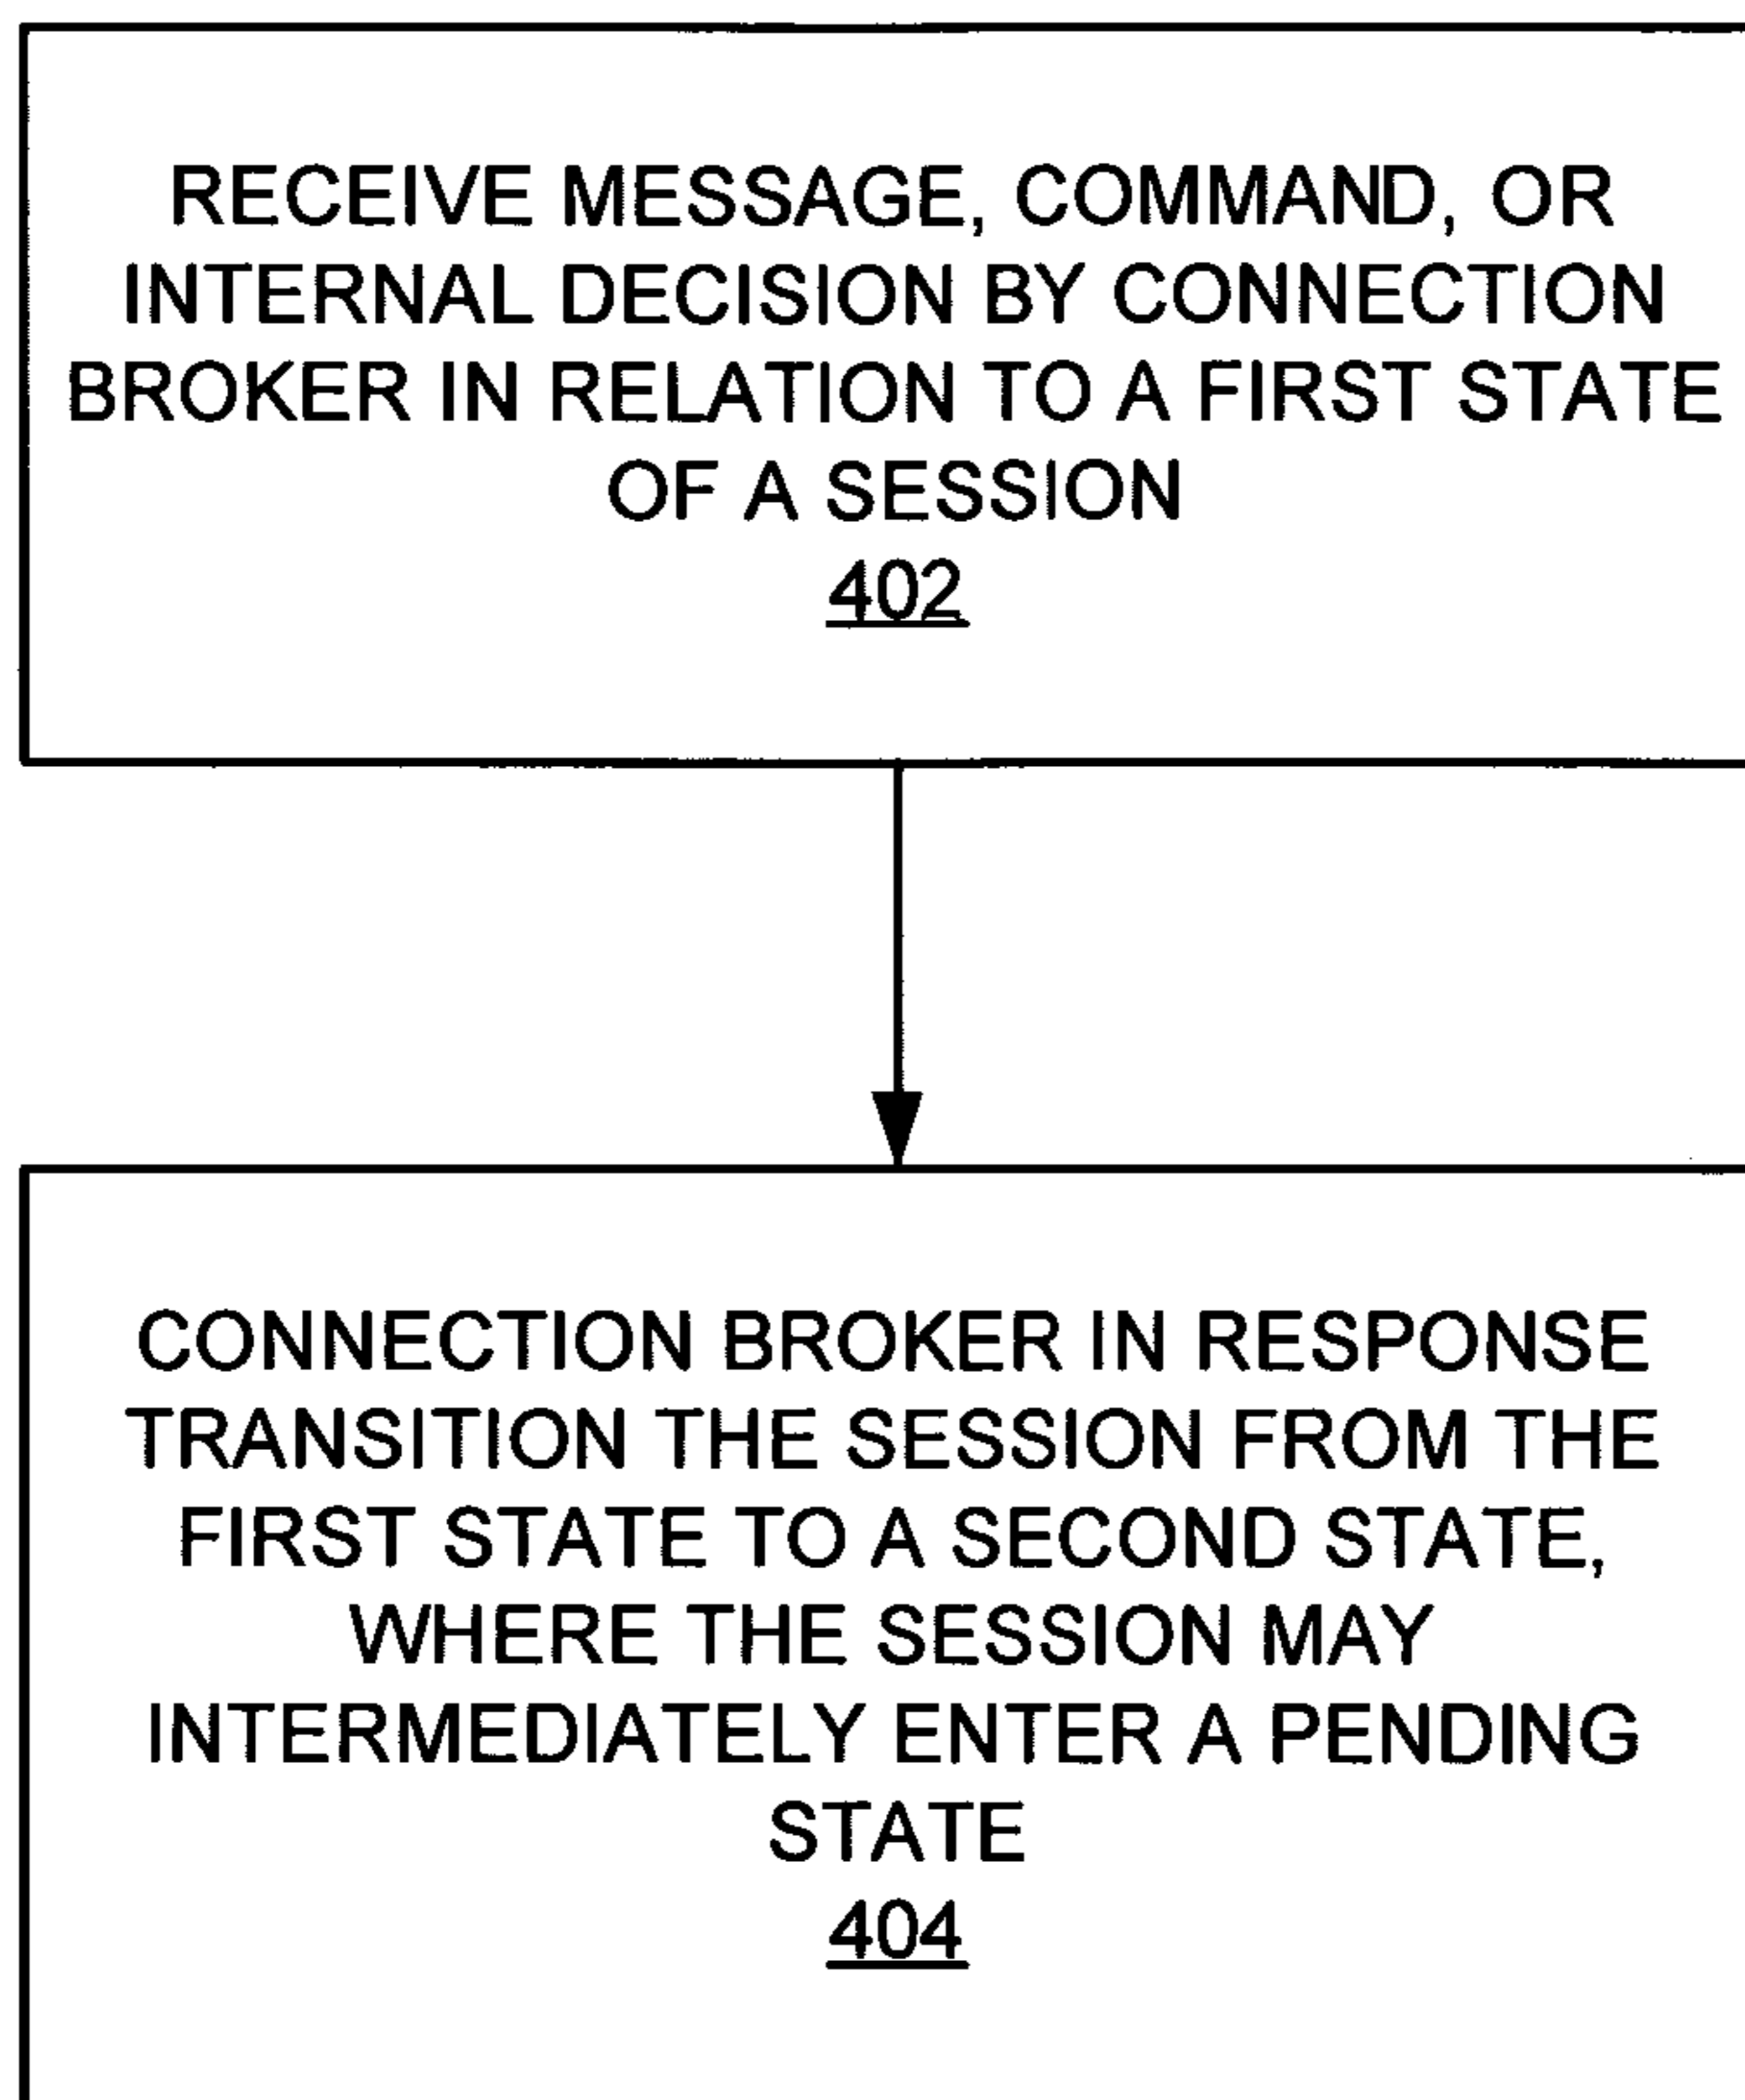 RECEIVE MESSAGE, COMMAND, OR
INTERNAL DECISION BY CONNECTION
BROKER IN RELATION TO A FIRST STATE
OF A SESSION
402
CONNECTION BROKER IN RESPONSE
TRANSITION THE SESSION FROM THE
FIRST STATE TO A SECOND STATE,
WHERE THE SESSION MAY
INTERMEDIATELY ENTER A PENDING
STATE
404